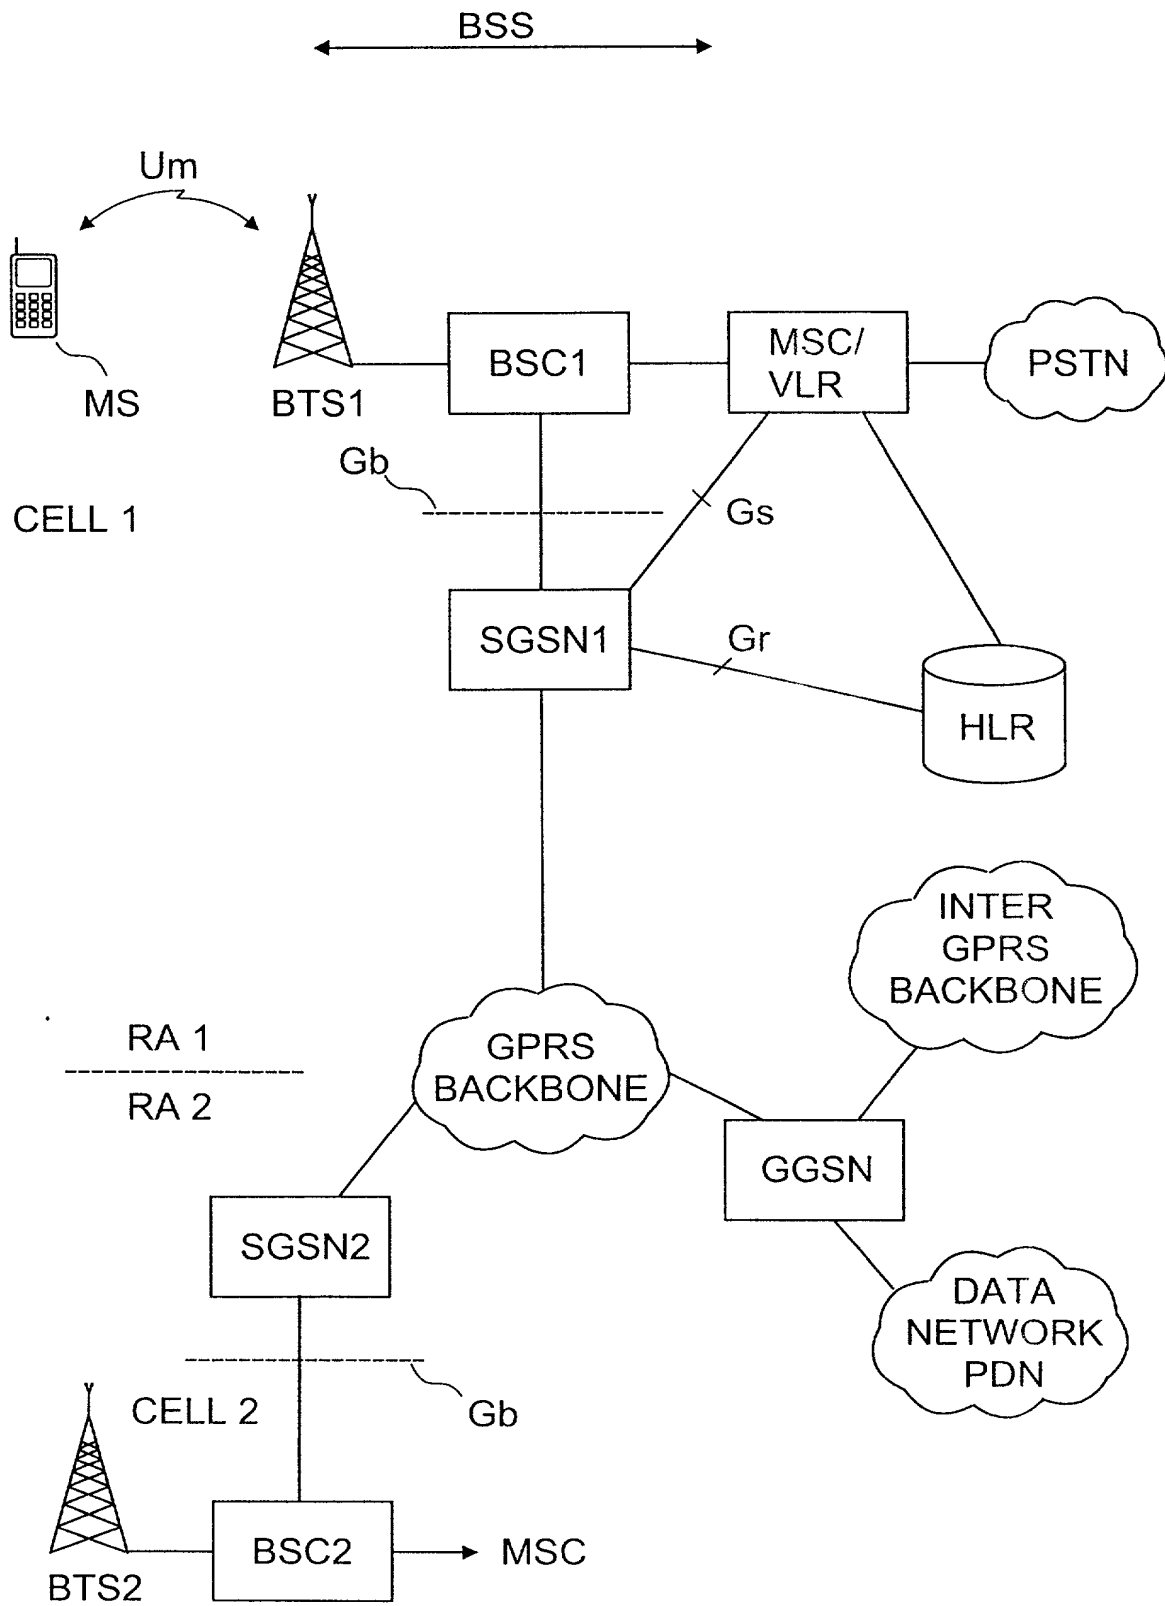 BSS
Um
MS
BTS1
BSC1
MSC/
VLR
PSTN
Gb
CELL 1
Gs
SGSN1
Gr
HLR
INTER
GPRS
BACKBONE
RA 1
RA 2
GPRS
BACKBONE
GGSN
SGSN2
DATA
NETWORK
PDN
CELL 2
Gb
BTS2
BSC2
MSC